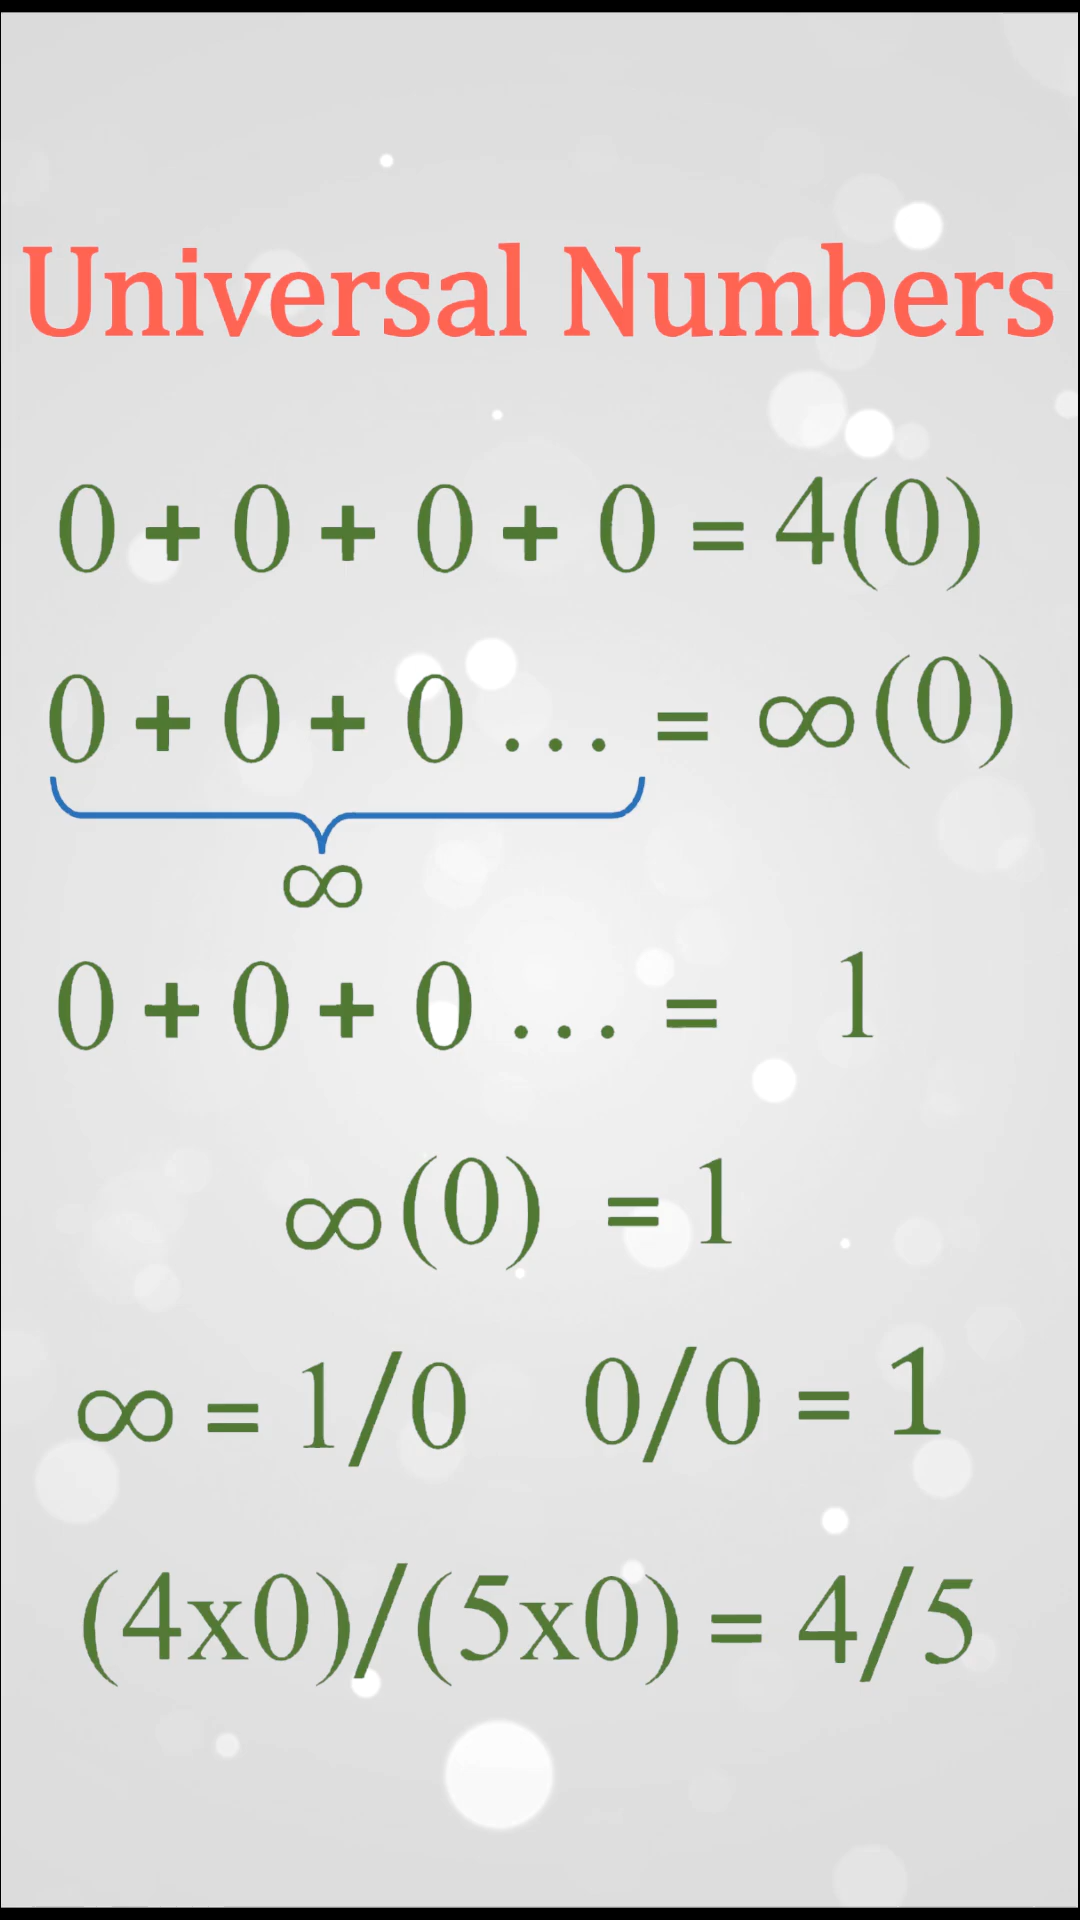 Universal Numbers
0 + 0 + 0 + 0 = 4(0)
0 + 0 + 0 ... = ∞(0)
∞
0 + 0 + 0 ... = 1
∞(0) = 1
∞ = 1/0 0/0 = 1
(4x0)/(5x0) = 4/5